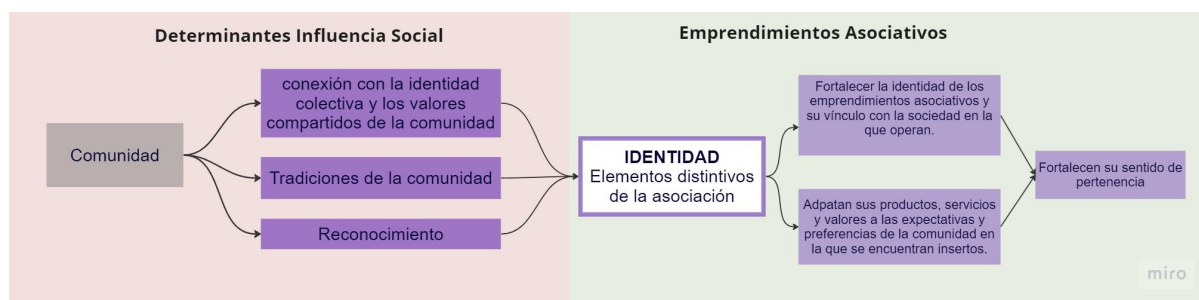 Determinantes Influencia Social
Emprendimientos Asociativos
Comunidad
conexión con la identidad
colectiva y los valores
compartidos de la comunidad
Tradiciones de la comunidad
Reconocimiento
IDENTIDAD
Elementos distintivos
de la asociación
Fortalecer la identidad de los
emprendimientos asociativos y
su vínculo con la sociedad en la
que operan.
Adpatan sus productos, servicios
y valores a las expectativas y
preferencias de la comunidad en
la que se encuentran insertos.
Fortalecen su sentido de
pertenencia
miro